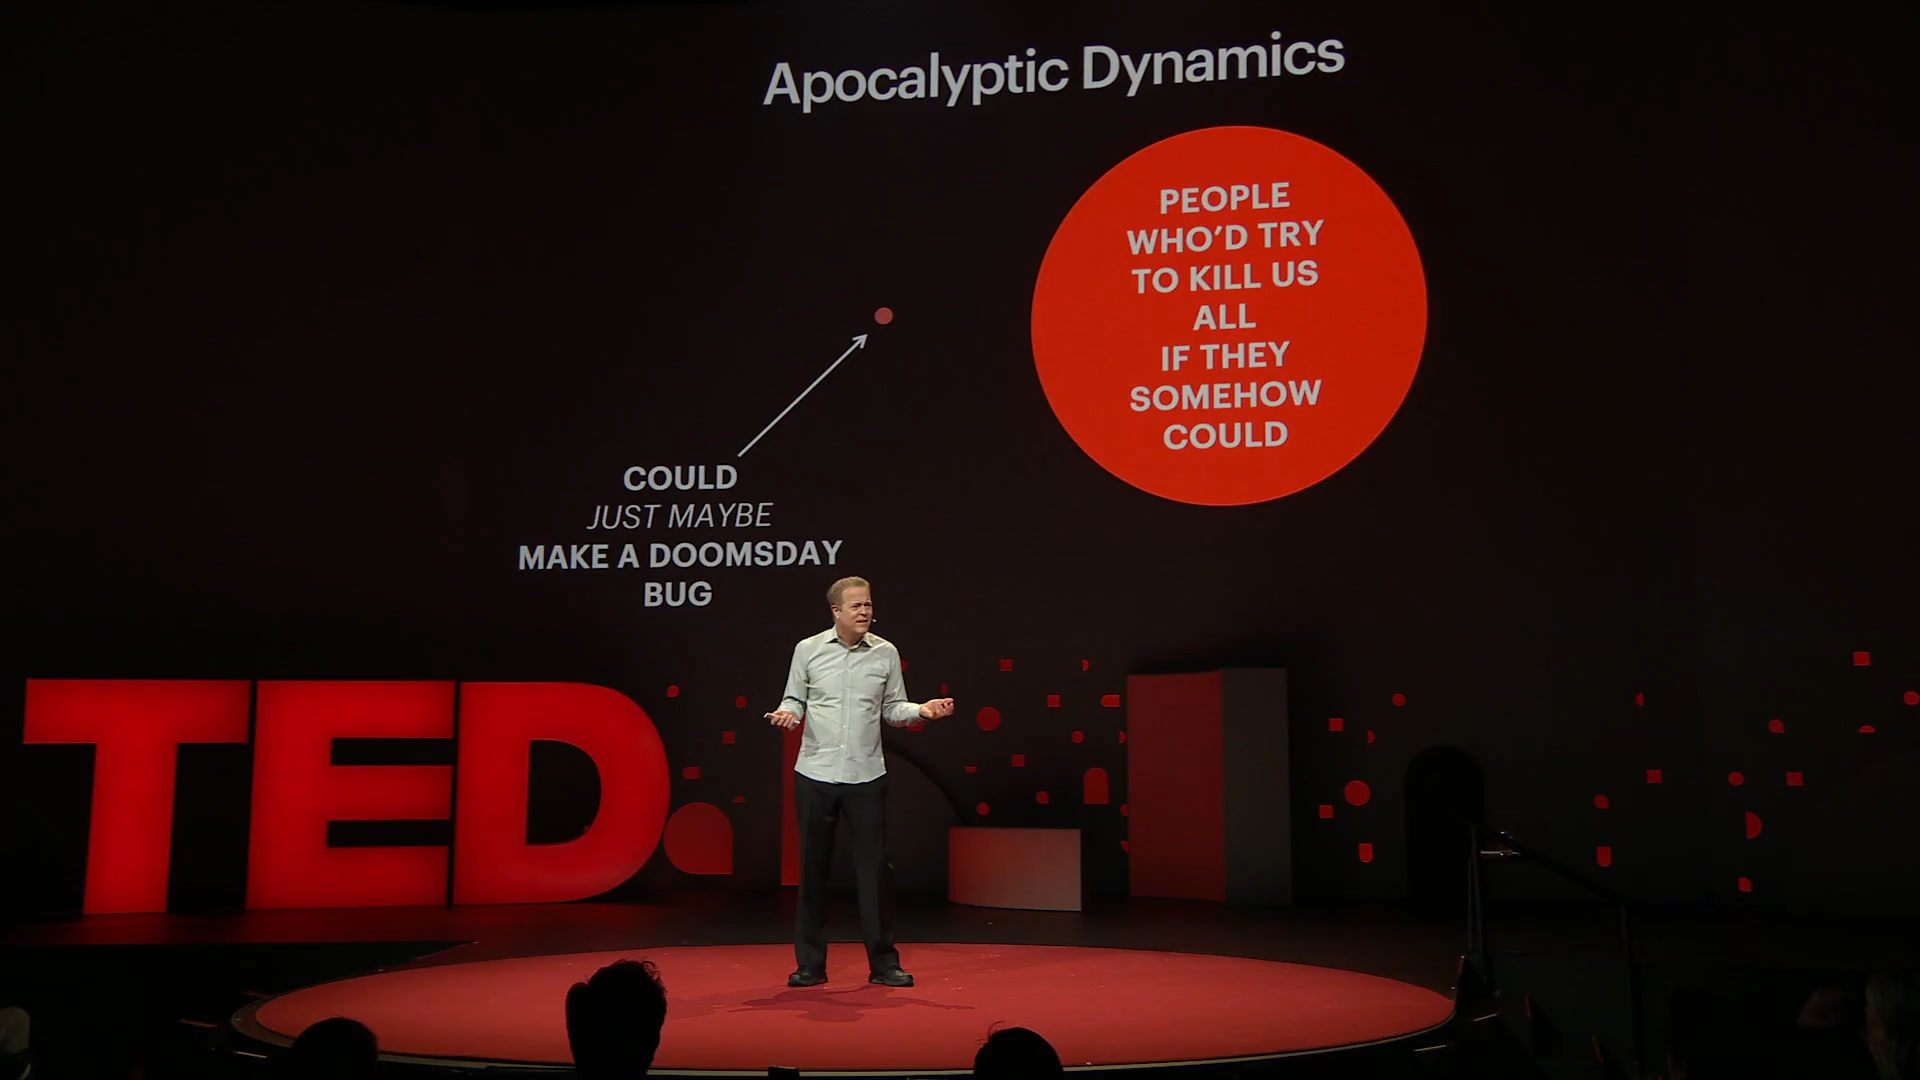 Apocalyptic Dynamics
PEOPLE
WHO'D TRY
TO KILL US
ALL
IF THEY
SOMEHOW
COULD
COULD
JUST MAYBE
MAKE A DOOMSDAY
BUG
TED